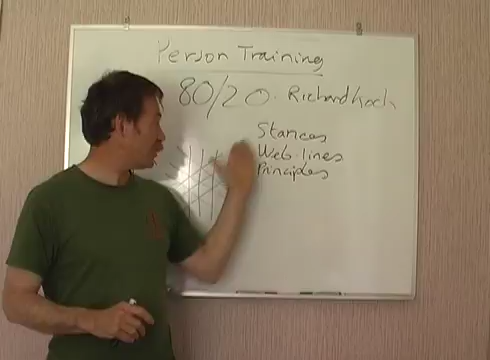 Person Training
80/20. Richard Koch
Stances
Web-lines
Principles